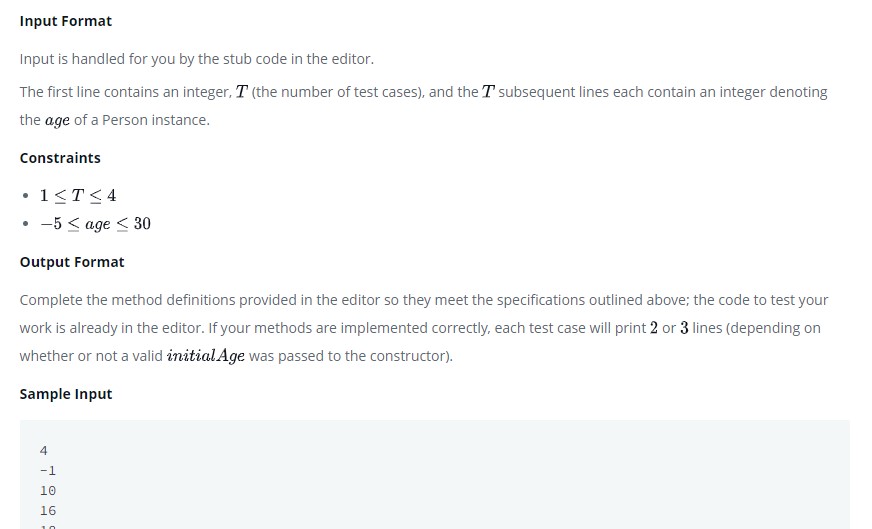 Input Format
Input is handled for you by the stub code in the editor.
The first line contains an integer, T (the number of test cases), and the T subsequent lines each contain an integer denoting
the age of a Person instance.
Constraints
• 1 ≤ T ≤ 4
• −5 ≤ age ≤ 30
Output Format
Complete the method definitions provided in the editor so they meet the specifications outlined above; the code to test your
work is already in the editor. If your methods are implemented correctly, each test case will print 2 or 3 lines (depending on
whether or not a valid initialAge was passed to the constructor).
Sample Input
4
-1
10
16